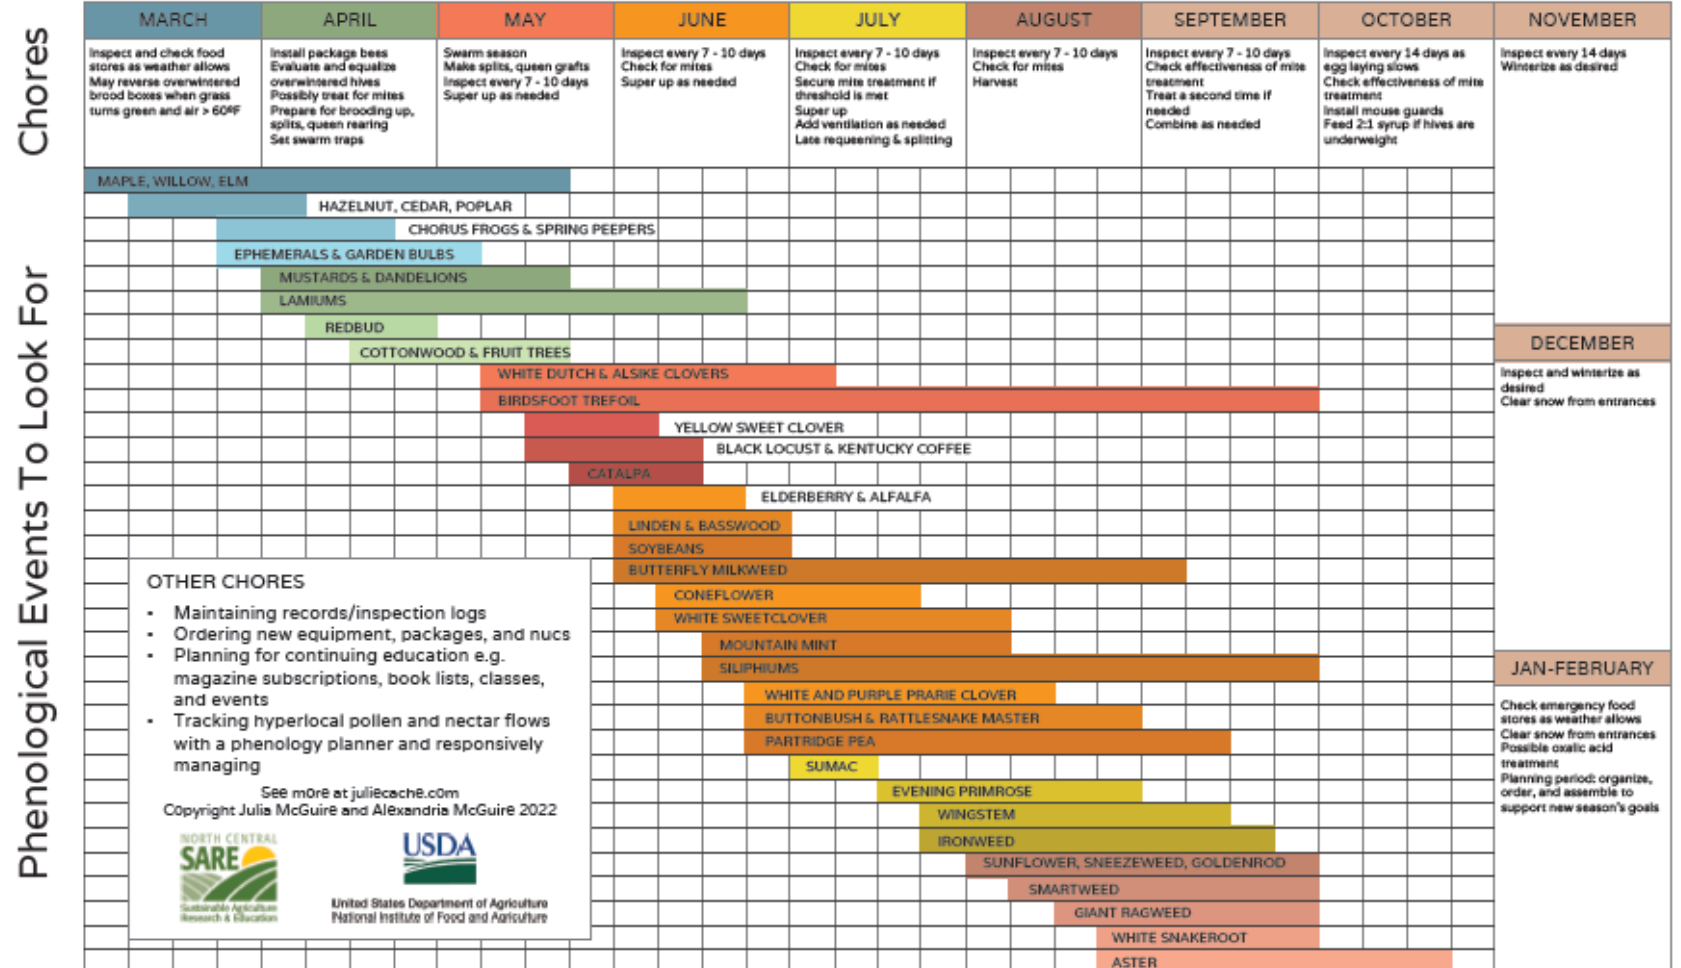 Chores
Phenological Events To Look For
MARCH
Inspect and check food
stores as weather allows
May reverse overwintered
brood boxes when grass
turns green and air > 60ºF
APRIL
Install package bees
Evaluate and equalize
overwintered hives
Possibly treat for mites
Prepare for brooding up,
splits, queen rearing
Set swarm traps
MAY
Swarm season
Make splits, queen grafts
Inspect every 7 - 10 days
Super up as needed
JUNE
Inspect every 7 - 10 days
Check for mites
Super up as needed
JULY
Inspect every 7 - 10 days
Check for mites
Secure mite treatment if
threshold is met
Super up
Add ventilation as needed
Late requeening & splitting
AUGUST
Inspect every 7 - 10 days
Check for mites
Harvest
SEPTEMBER
Inspect every 7 - 10 days
Check effectiveness of mite
treatment
Treat a second time if
needed
Combine as needed
OCTOBER
Inspect every 14 days as
egg laying slows
Check effectiveness of mite
treatment
Install mouse guards
Feed 2:1 syrup if hives are
underweight
NOVEMBER
Inspect every 14 days
Winterize as desired
DECEMBER
Inspect and winterize as
desired
Clear snow from entrances
JAN-FEBRUARY
Check emergency food
stores as weather allows
Clear snow from entrances
Possible oxalic acid
treatment
Planning period: organize,
order, and assemble to
support new season's goals
MAPLE, WILLOW, ELM
HAZELNUT, CEDAR, POPLAR
CHORUS FROGS & SPRING PEEPERS
EPHEMERALS & GARDEN BULBS
MUSTARDS & DANDELIONS
LAMIUMS
REDBUD
COTTONWOOD & FRUIT TREES
WHITE DUTCH & ALSIKE CLOVERS
BIRDSFOOT TREFOIL
YELLOW SWEET CLOVER
BLACK LOCUST & KENTUCKY COFFEE
CATALPA
ELDERBERRY & ALFALFA
LINDEN & BASSWOOD
SOYBEANS
BUTTERFLY MILKWEED
CONEFLOWER
WHITE SWEETCLOVER
MOUNTAIN MINT
SILIPHIUMS
WHITE AND PURPLE PRARIE CLOVER
BUTTONBUSH & RATTLESNAKE MASTER
PARTRIDGE PEA
SUMAC
EVENING PRIMROSE
WINGSTEM
IRONWEED
SUNFLOWER, SNEEZEWEED, GOLDENROD
SMARTWEED
GIANT RAGWEED
WHITE SNAKEROOT
ASTER
OTHER CHORES
• Maintaining records/inspection logs
• Ordering new equipment, packages, and nucs
• Planning for continuing education e.g.
magazine subscriptions, book lists, classes,
and events
• Tracking hyperlocal pollen and nectar flows
with a phenology planner and responsively
managing
See more at juliecache.com
Copyright Julia McGuire and Alexandria McGuire 2022
NORTH CENTRAL
SARE
Sustainable Agriculture
Research & Education
USDA
United States Department of Agriculture
National Institute of Food and Agriculture